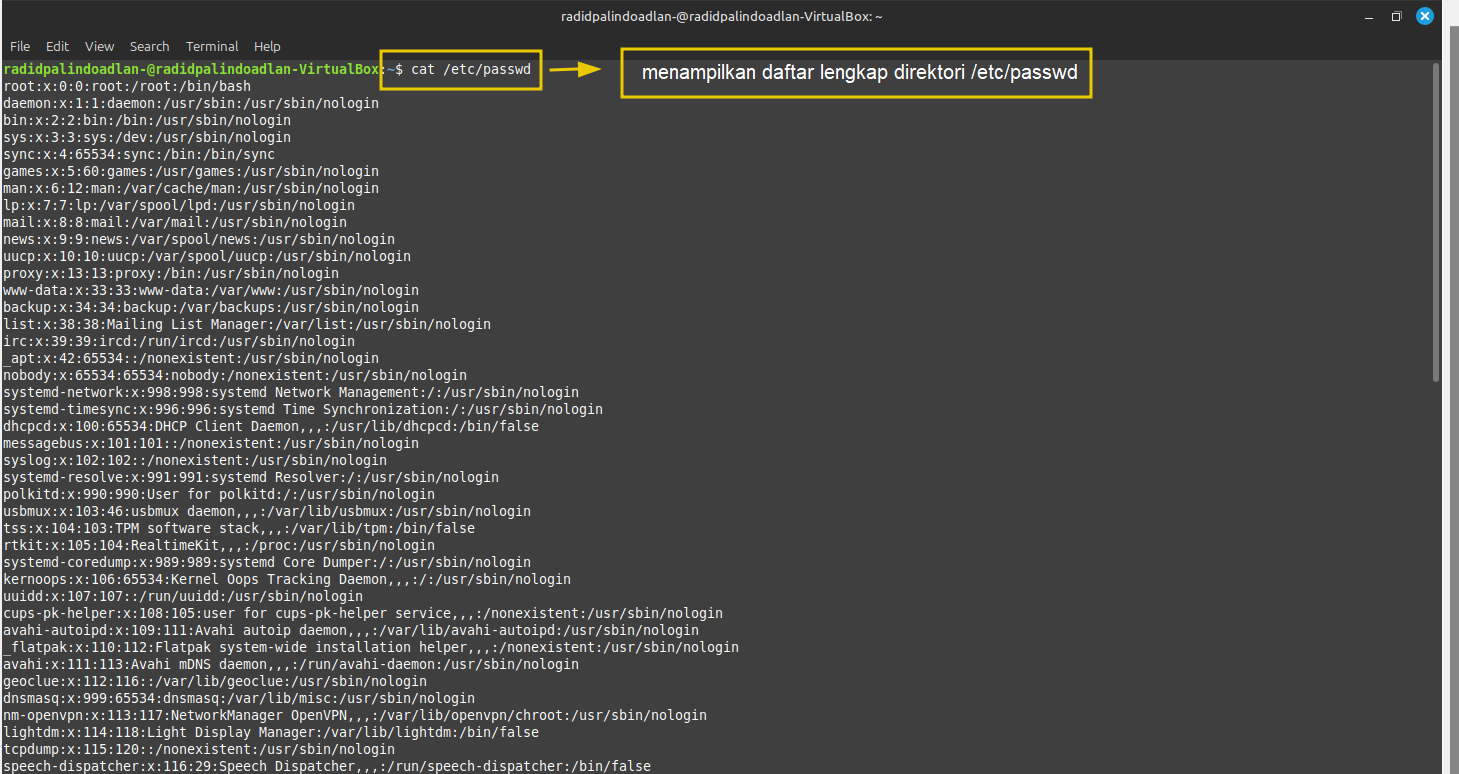 radidpalindoadlan-@radidpalindoadlan-VirtualBox: ~
File Edit View Search Terminal Help
radidpalindoadlan-@radidpalindoadlan-VirtualBox:~$ cat /etc/passwd
menampilkan daftar lengkap direktori /etc/passwd
root:x:0:0:root:/root:/bin/bash
daemon:x:1:1:daemon:/usr/sbin:/usr/sbin/nologin
bin:x:2:2:bin:/bin:/usr/sbin/nologin
sys:x:3:3:sys:/dev:/usr/sbin/nologin
sync:x:4:65534:sync:/bin:/bin/sync
games:x:5:60:games:/usr/games:/usr/sbin/nologin
man:x:6:12:man:/var/cache/man:/usr/sbin/nologin
lp:x:7:7:lp:/var/spool/lpd:/usr/sbin/nologin
mail:x:8:8:mail:/var/mail:/usr/sbin/nologin
news:x:9:9:news:/var/spool/news:/usr/sbin/nologin
uucp:x:10:10:uucp:/var/spool/uucp:/usr/sbin/nologin
proxy:x:13:13:proxy:/bin:/usr/sbin/nologin
www-data:x:33:33:www-data:/var/www:/usr/sbin/nologin
backup:x:34:34:backup:/var/backups:/usr/sbin/nologin
list:x:38:38:Mailing List Manager:/var/list:/usr/sbin/nologin
irc:x:39:39:ircd:/run/ircd:/usr/sbin/nologin
_apt:x:42:65534::/nonexistent:/usr/sbin/nologin
nobody:x:65534:65534:nobody:/nonexistent:/usr/sbin/nologin
systemd-network:x:998:998:systemd Network Management:/:/usr/sbin/nologin
systemd-timesync:x:996:996:systemd Time Synchronization:/:/usr/sbin/nologin
dhcpcd:x:100:65534:DHCP Client Daemon,,,:/usr/lib/dhcpcd:/bin/false
messagebus:x:101:101::/nonexistent:/usr/sbin/nologin
syslog:x:102:102::/nonexistent:/usr/sbin/nologin
systemd-resolve:x:991:991:systemd Resolver:/:/usr/sbin/nologin
polkitd:x:990:990:User for polkitd:/:/usr/sbin/nologin
usbmux:x:103:46:usbmux daemon,,,:/var/lib/usbmux:/usr/sbin/nologin
tss:x:104:103:TPM software stack,,,:/var/lib/tpm:/bin/false
rtkit:x:105:104:RealtimeKit,,,:/proc:/usr/sbin/nologin
systemd-coredump:x:989:989:systemd Core Dumper:/:/usr/sbin/nologin
kernoops:x:106:65534:Kernel Oops Tracking Daemon,,,:/:/usr/sbin/nologin
uuidd:x:107:107::/run/uuidd:/usr/sbin/nologin
cups-pk-helper:x:108:105:user for cups-pk-helper service,,,:/nonexistent:/usr/sbin/nologin
avahi-autoipd:x:109:111:Avahi autoip daemon,,,:/var/lib/avahi-autoipd:/usr/sbin/nologin
_flatpak:x:110:112:Flatpak system-wide installation helper,,,:/nonexistent:/usr/sbin/nologin
avahi:x:111:113:Avahi mDNS daemon,,,:/run/avahi-daemon:/usr/sbin/nologin
geoclue:x:112:116::/var/lib/geoclue:/usr/sbin/nologin
dnsmasq:x:999:65534:dnsmasq:/var/lib/misc:/usr/sbin/nologin
nm-openvpn:x:113:117:NetworkManager OpenVPN,,,:/var/lib/openvpn/chroot:/usr/sbin/nologin
lightdm:x:114:118:Light Display Manager:/var/lib/lightdm:/bin/false
tcpdump:x:115:120::/nonexistent:/usr/sbin/nologin
speech-dispatcher:x:116:29:Speech Dispatcher,,,:/run/speech-dispatcher:/bin/false